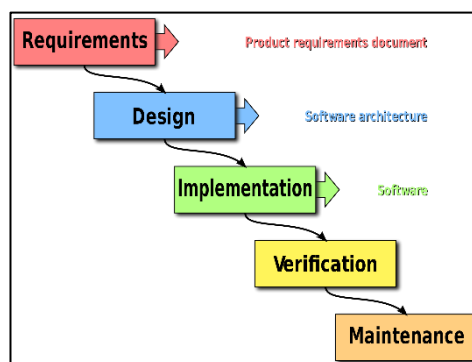 Requirements
Product requirements document
Design
Software architecture
Implementation
Software
Verification
Maintenance